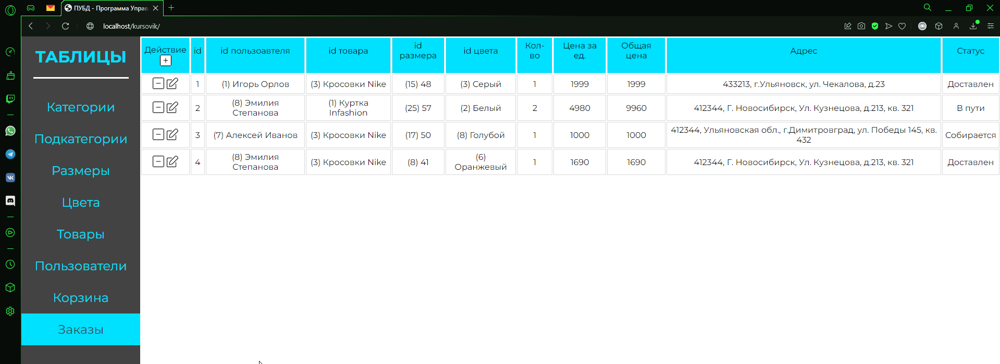 ПУБД - Программа Управ
localhost/kursovik/
ТАБЛИЦЫ
Категории
Подкатегории
Размеры
Цвета
Товары
Пользователи
Корзина
Заказы
Действие + id id пользоавтеля id товара id размера id цвета Кол-во Цена за ед. Общая цена Адрес Статус
1 (1) Игорь Орлов (3) Кросовки Nike (15) 48 (3) Серый 1 1999 1999 433213, г.Ульяновск, ул. Чекалова, д.23 Доставлен
2 (8) Эмилия Степанова (1) Куртка Infashion (25) 57 (2) Белый 2 4980 9960 412344, Г. Новосибирск, Ул. Кузнецова, д.213, кв. 321 В пути
3 (7) Алексей Иванов (3) Кросовки Nike (17) 50 (8) Голубой 1 1000 1000 412344, Ульяновская обл., г.Димитровград, ул. Победы 145, кв. 432 Собирается
4 (8) Эмилия Степанова (3) Кросовки Nike (8) 41 (6) Оранжевый 1 1690 1690 412344, Г. Новосибирск, Ул. Кузнецова, д.213, кв. 321 Доставлен